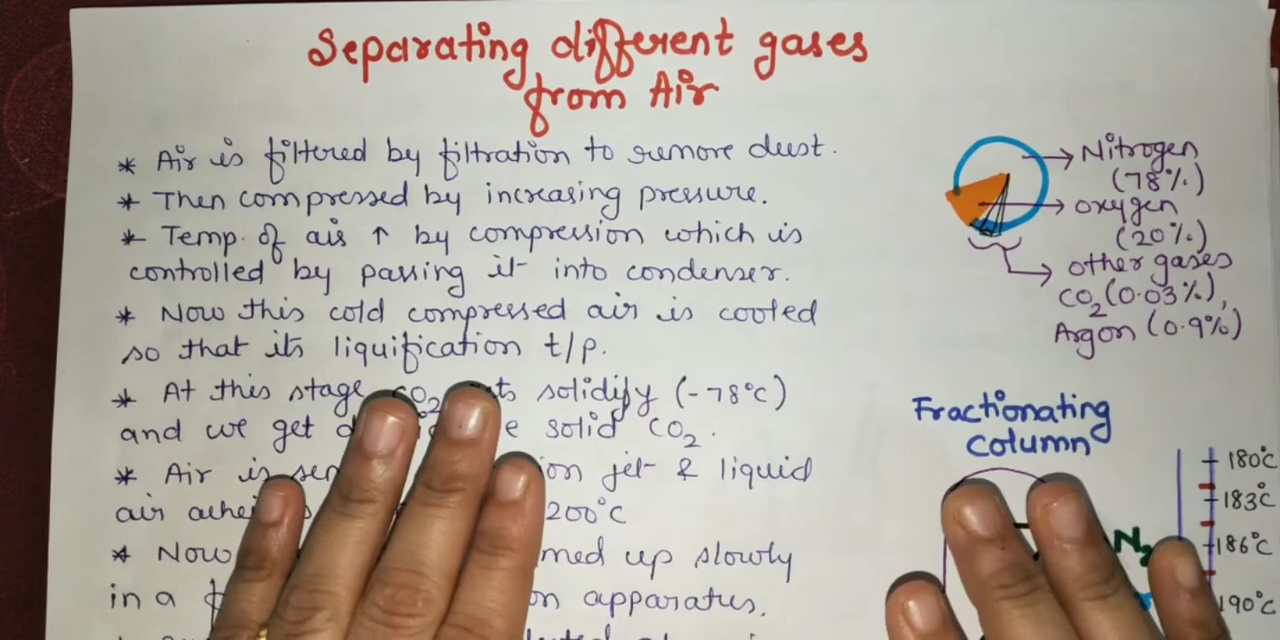 Separating different gases
from Air
* Air is filtered by filtration to remove dust.
* Then compressed by increasing pressure.
* Temp. of air ↑ by compression which is
controlled by passing it into condenser.
* Now this cold compressed air is cooled
so that its liquification t/p.
* At this stage CO2 solidify (-78°c)
and we get solid CO2.
* Air is jet & liquid
air 200°c
* Now up slowly
in a apparatus.
Nitrogen
(78%)
oxygen
(20%)
other gases
CO2 (0.03%),
Argon (0.9%)
Fractionating
Column
180°c
183°c
N2
186°c
190°c